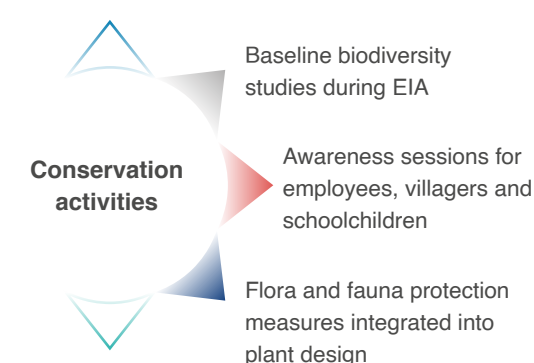 Conservation
activities
Baseline biodiversity
studies during EIA
Awareness sessions for
employees, villagers and
schoolchildren
Flora and fauna protection
measures integrated into
plant design